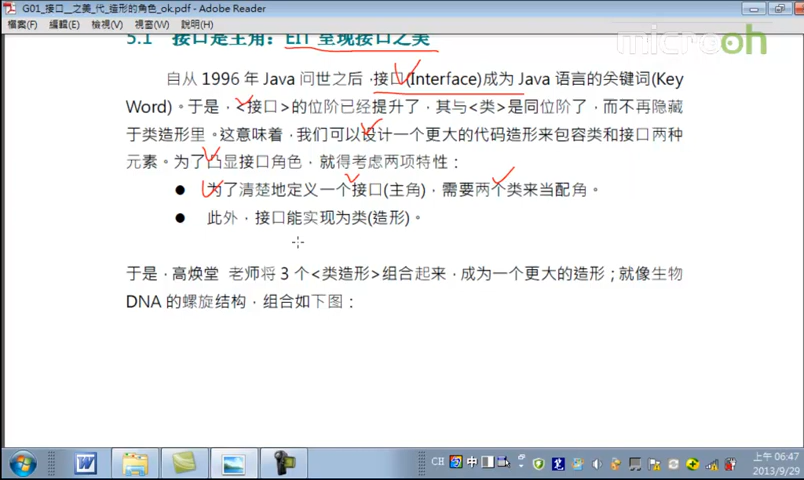 G01_接口__之美_代_造形的角色_ok.pdf - Adobe Reader
檔案(F) 編輯(E) 檢視(V) 視窗(W) 說明(H)
microoh
5.1 接口是主角：EIT 呈现接口之美
自从 1996 年 Java 问世之后，接口(Interface)成为 Java 语言的关键词(Key
Word)。于是，<接口>的位阶已经提升了，其与<类>是同位阶了，而不再隐藏
于类造形里。这意味着，我们可以设计一个更大的代码造形来包容类和接口两种
元素。为了凸显接口角色，就得考虑两项特性：
● 为了清楚地定义一个接口(主角)，需要两个类来当配角。
● 此外，接口能实现为类(造形)。
于是，高焕堂 老师将 3 个<类造形>组合起来，成为一个更大的造形；就像生物
DNA 的螺旋结构，组合如下图：
CH 中
上午 06:47
2013/9/29